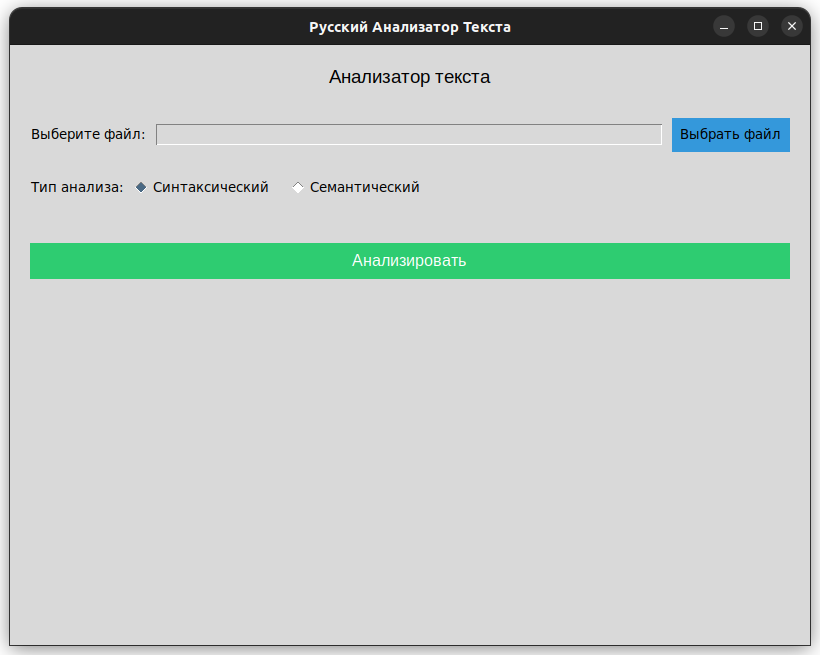 Русский Анализатор Текста
Анализатор текста
Выберите файл: Выбрать файл
Тип анализа: Синтаксический Семантический
Анализировать